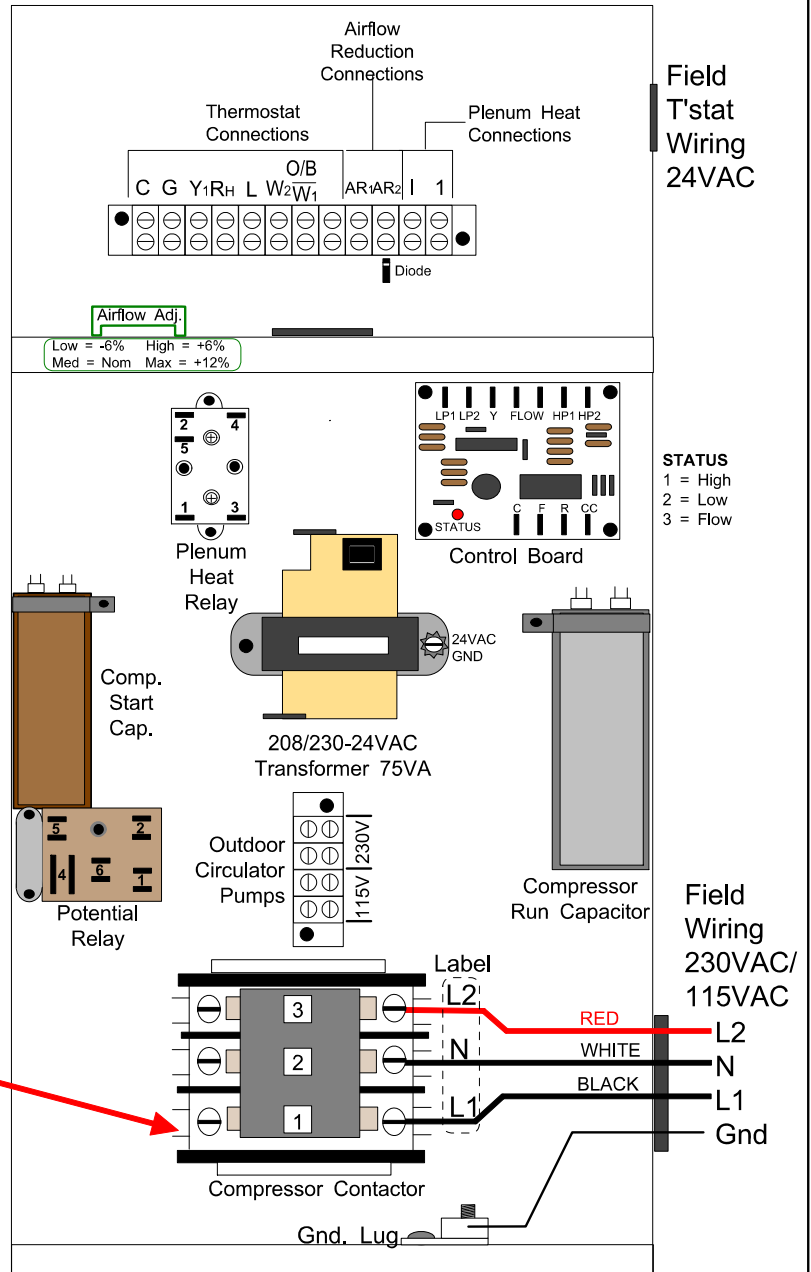 Airflow
Reduction
Connections
Thermostat
Connections
Plenum Heat
Connections
Field
T'stat
Wiring
24VAC
O/B
C G Y1 RH L W2 W1 AR1 AR2 I 1
Diode
Airflow Adj.
Low = -6% High = +6%
Med = Nom Max = +12%
2 4
5
1 3
Plenum
Heat
Relay
LP1 LP2 Y FLOW HP1 HP2
C F R CC
STATUS
Control Board
STATUS
1 = High
2 = Low
3 = Flow
24VAC
GND
208/230-24VAC
Transformer 75VA
Comp.
Start
Cap.
5 2
4 6 1
Potential
Relay
Outdoor
Circulator
Pumps
230V
115V
Compressor
Run Capacitor
Field
Wiring
230VAC/
115VAC
Label
L2
N
L1
3
2
1
RED
WHITE
BLACK
L2
N
L1
Gnd
Compressor Contactor
Gnd. Lug